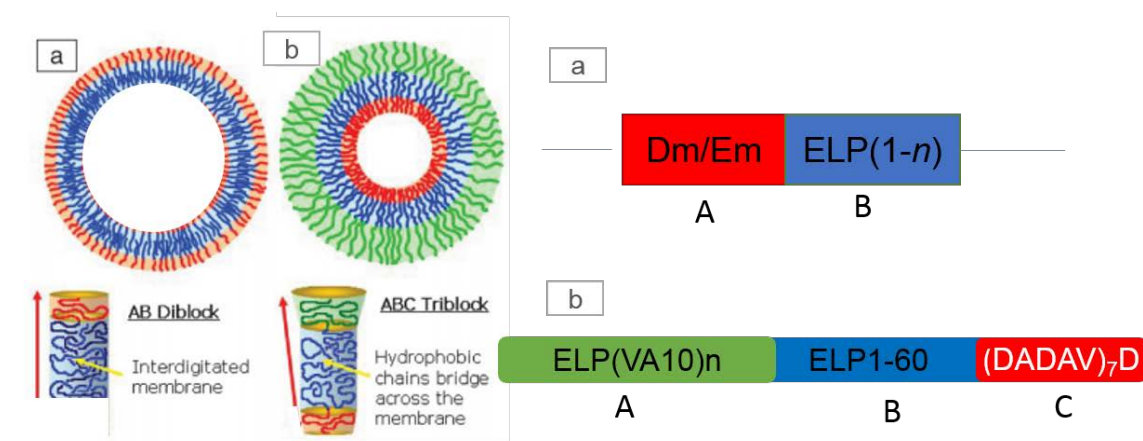 a
b
AB Diblock
Interdigitated
membrane
ABC Triblock
Hydrophobic
chains bridge
across the
membrane
a
Dm/Em
ELP(1-n)
A
B
b
ELP(VA10)n
ELP1-60
(DADAV)₇D
A
B
C